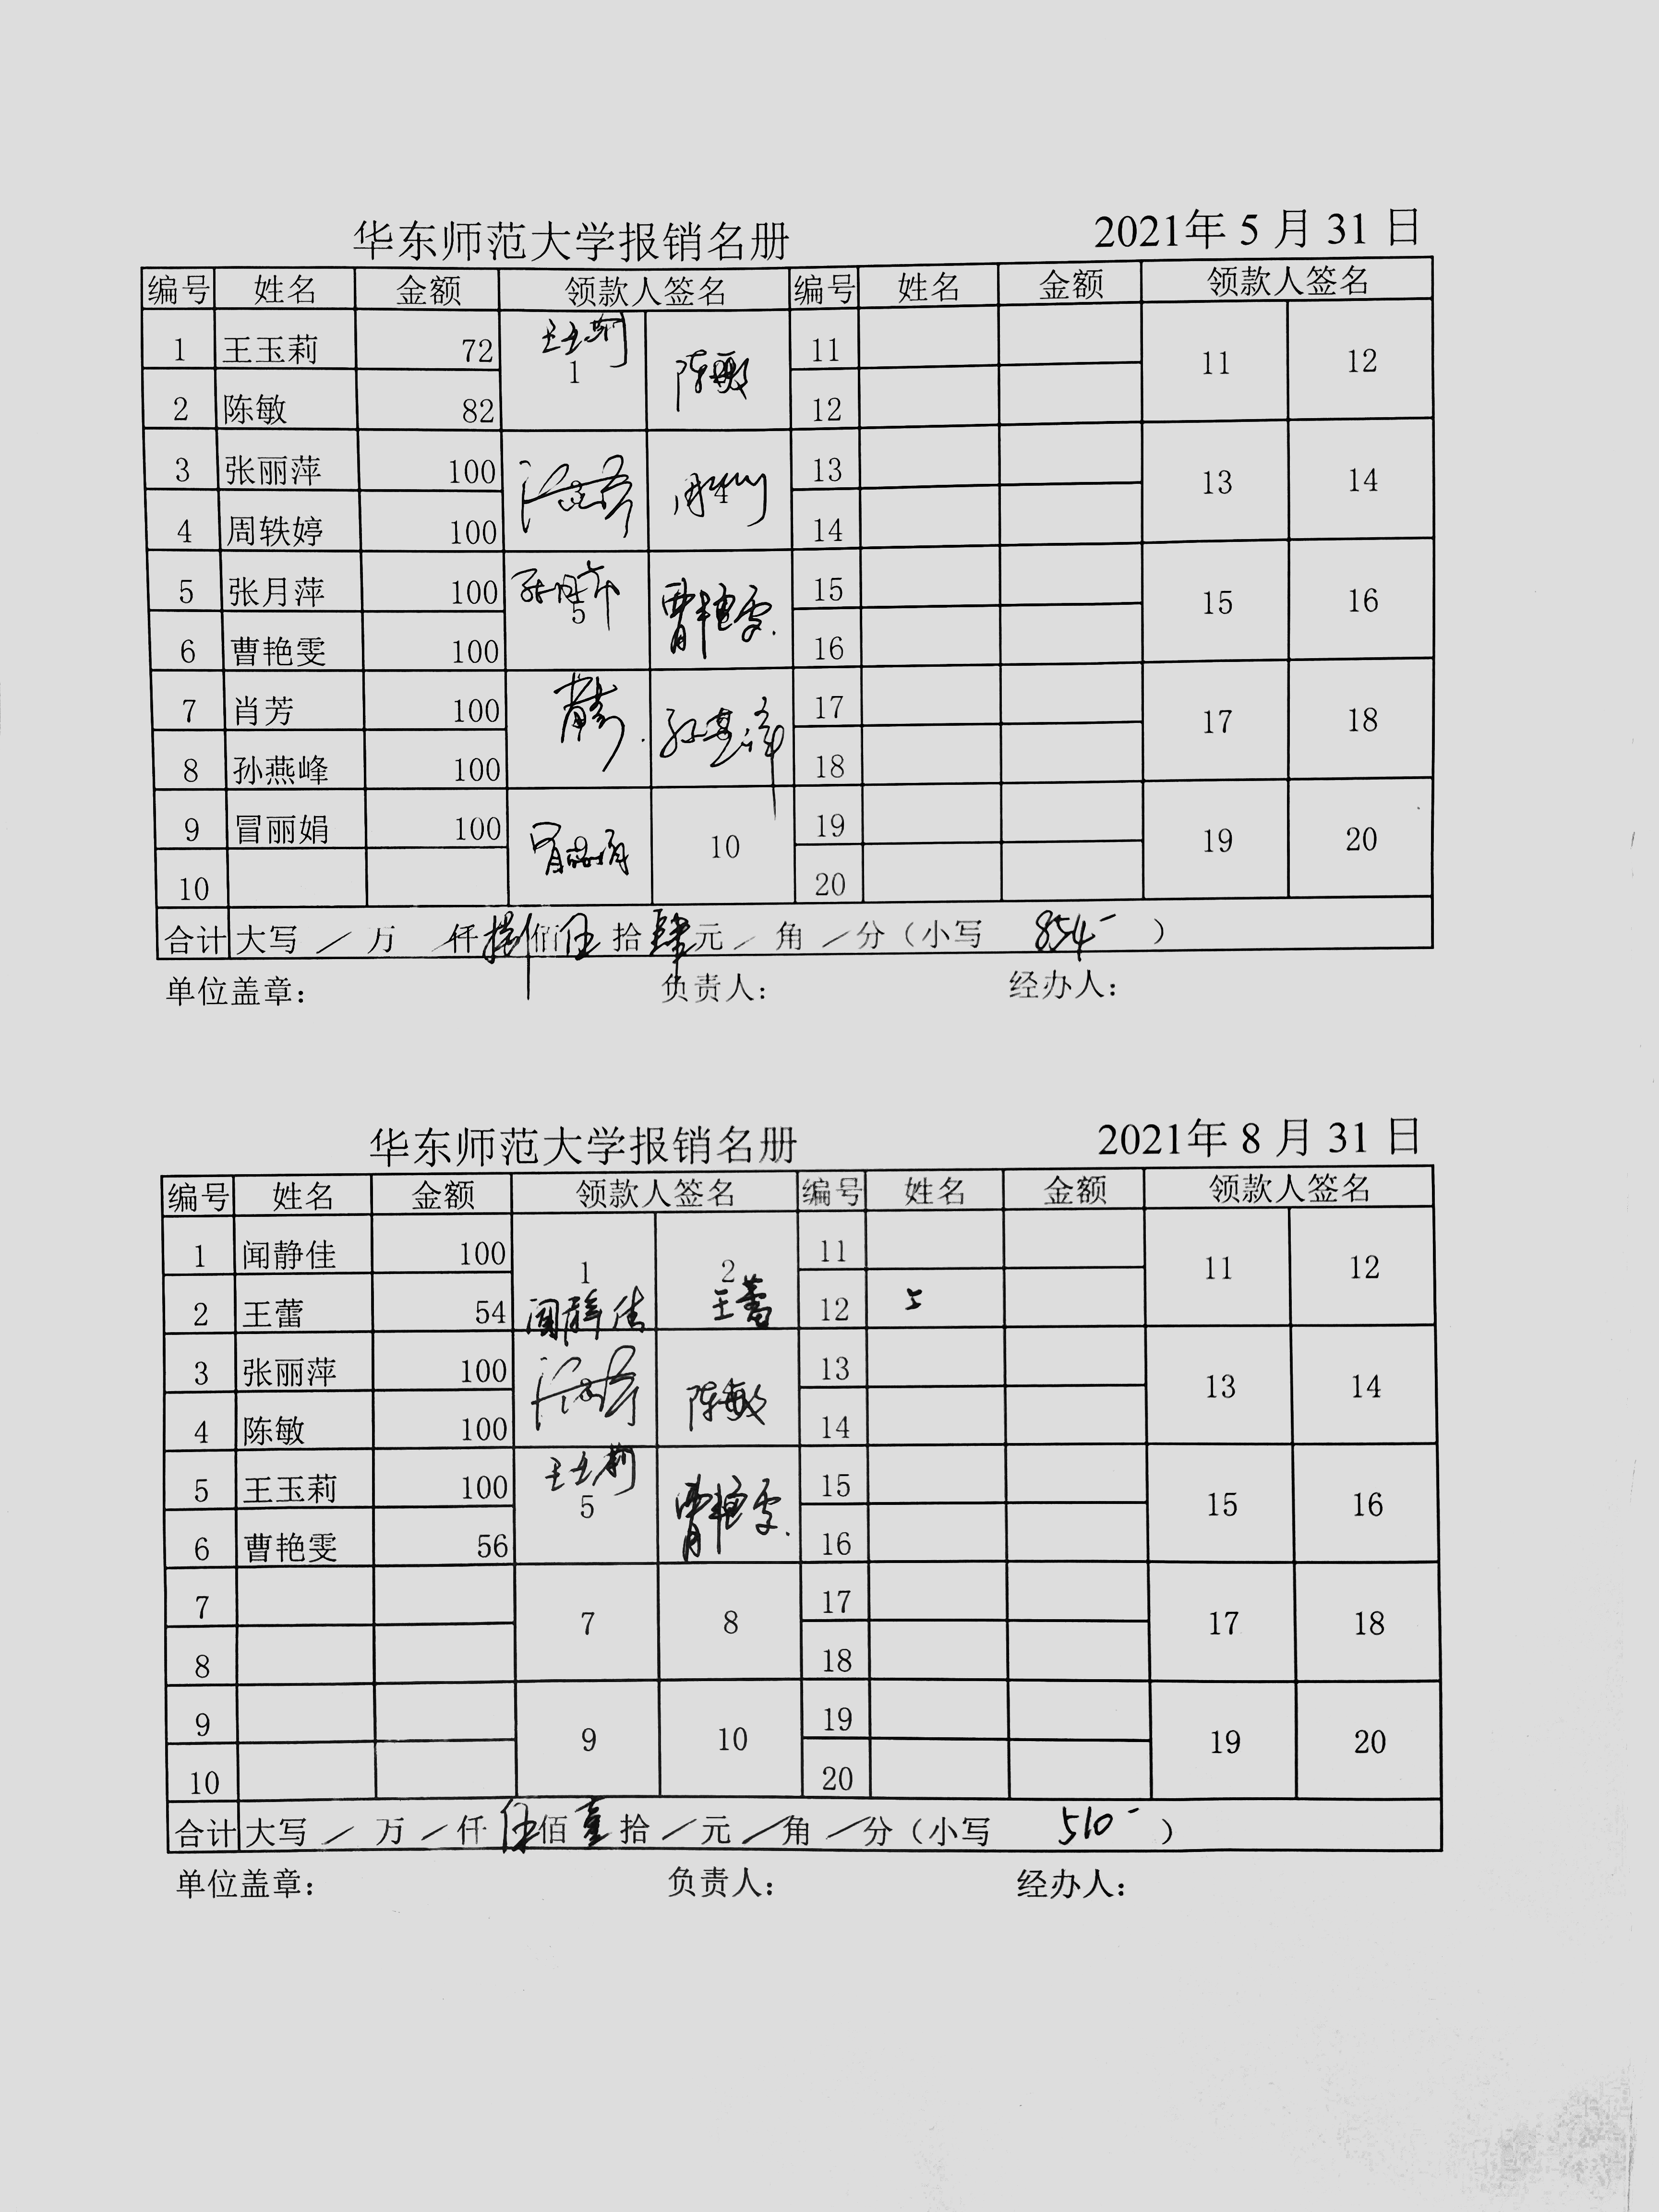 华东师范大学报销名册 2021年 5 月 31 日
编号 姓名 金额 领款人签名 编号 姓名 金额 领款人签名
1 王玉莉 72 王玉莉 1 陈敏 11 11 12
2 陈敏 82 12
3 张丽萍 100 3 4 13 13 14
4 周轶婷 100 14
5 张月萍 100 张月萍 5 曹艳雯 15 15 16
6 曹艳雯 100 16
7 肖芳 100 肖芳 孙燕峰 17 17 18
8 孙燕峰 100 18
9 冒丽娟 100 冒丽娟 9 10 19 19 20
10 20
合计 大写 / 万 / 仟 捌 佰 伍 拾 肆 元 / 角 / 分（小写 854- ）
单位盖章： 负责人： 经办人：
华东师范大学报销名册 2021年 8 月 31 日
编号 姓名 金额 领款人签名 编号 姓名 金额 领款人签名
1 闻静佳 100 1 闻静佳 2 王蕾 11 11 12
2 王蕾 54 12
3 张丽萍 100 3 陈敏 13 13 14
4 陈敏 100 14
5 王玉莉 100 王玉莉 5 曹艳雯 15 15 16
6 曹艳雯 56 16
7 7 8 17 17 18
8 18
9 9 10 19 19 20
10 20
合计 大写 / 万 / 仟 伍 佰 壹 拾 / 元 / 角 / 分（小写 510- ）
单位盖章： 负责人： 经办人：